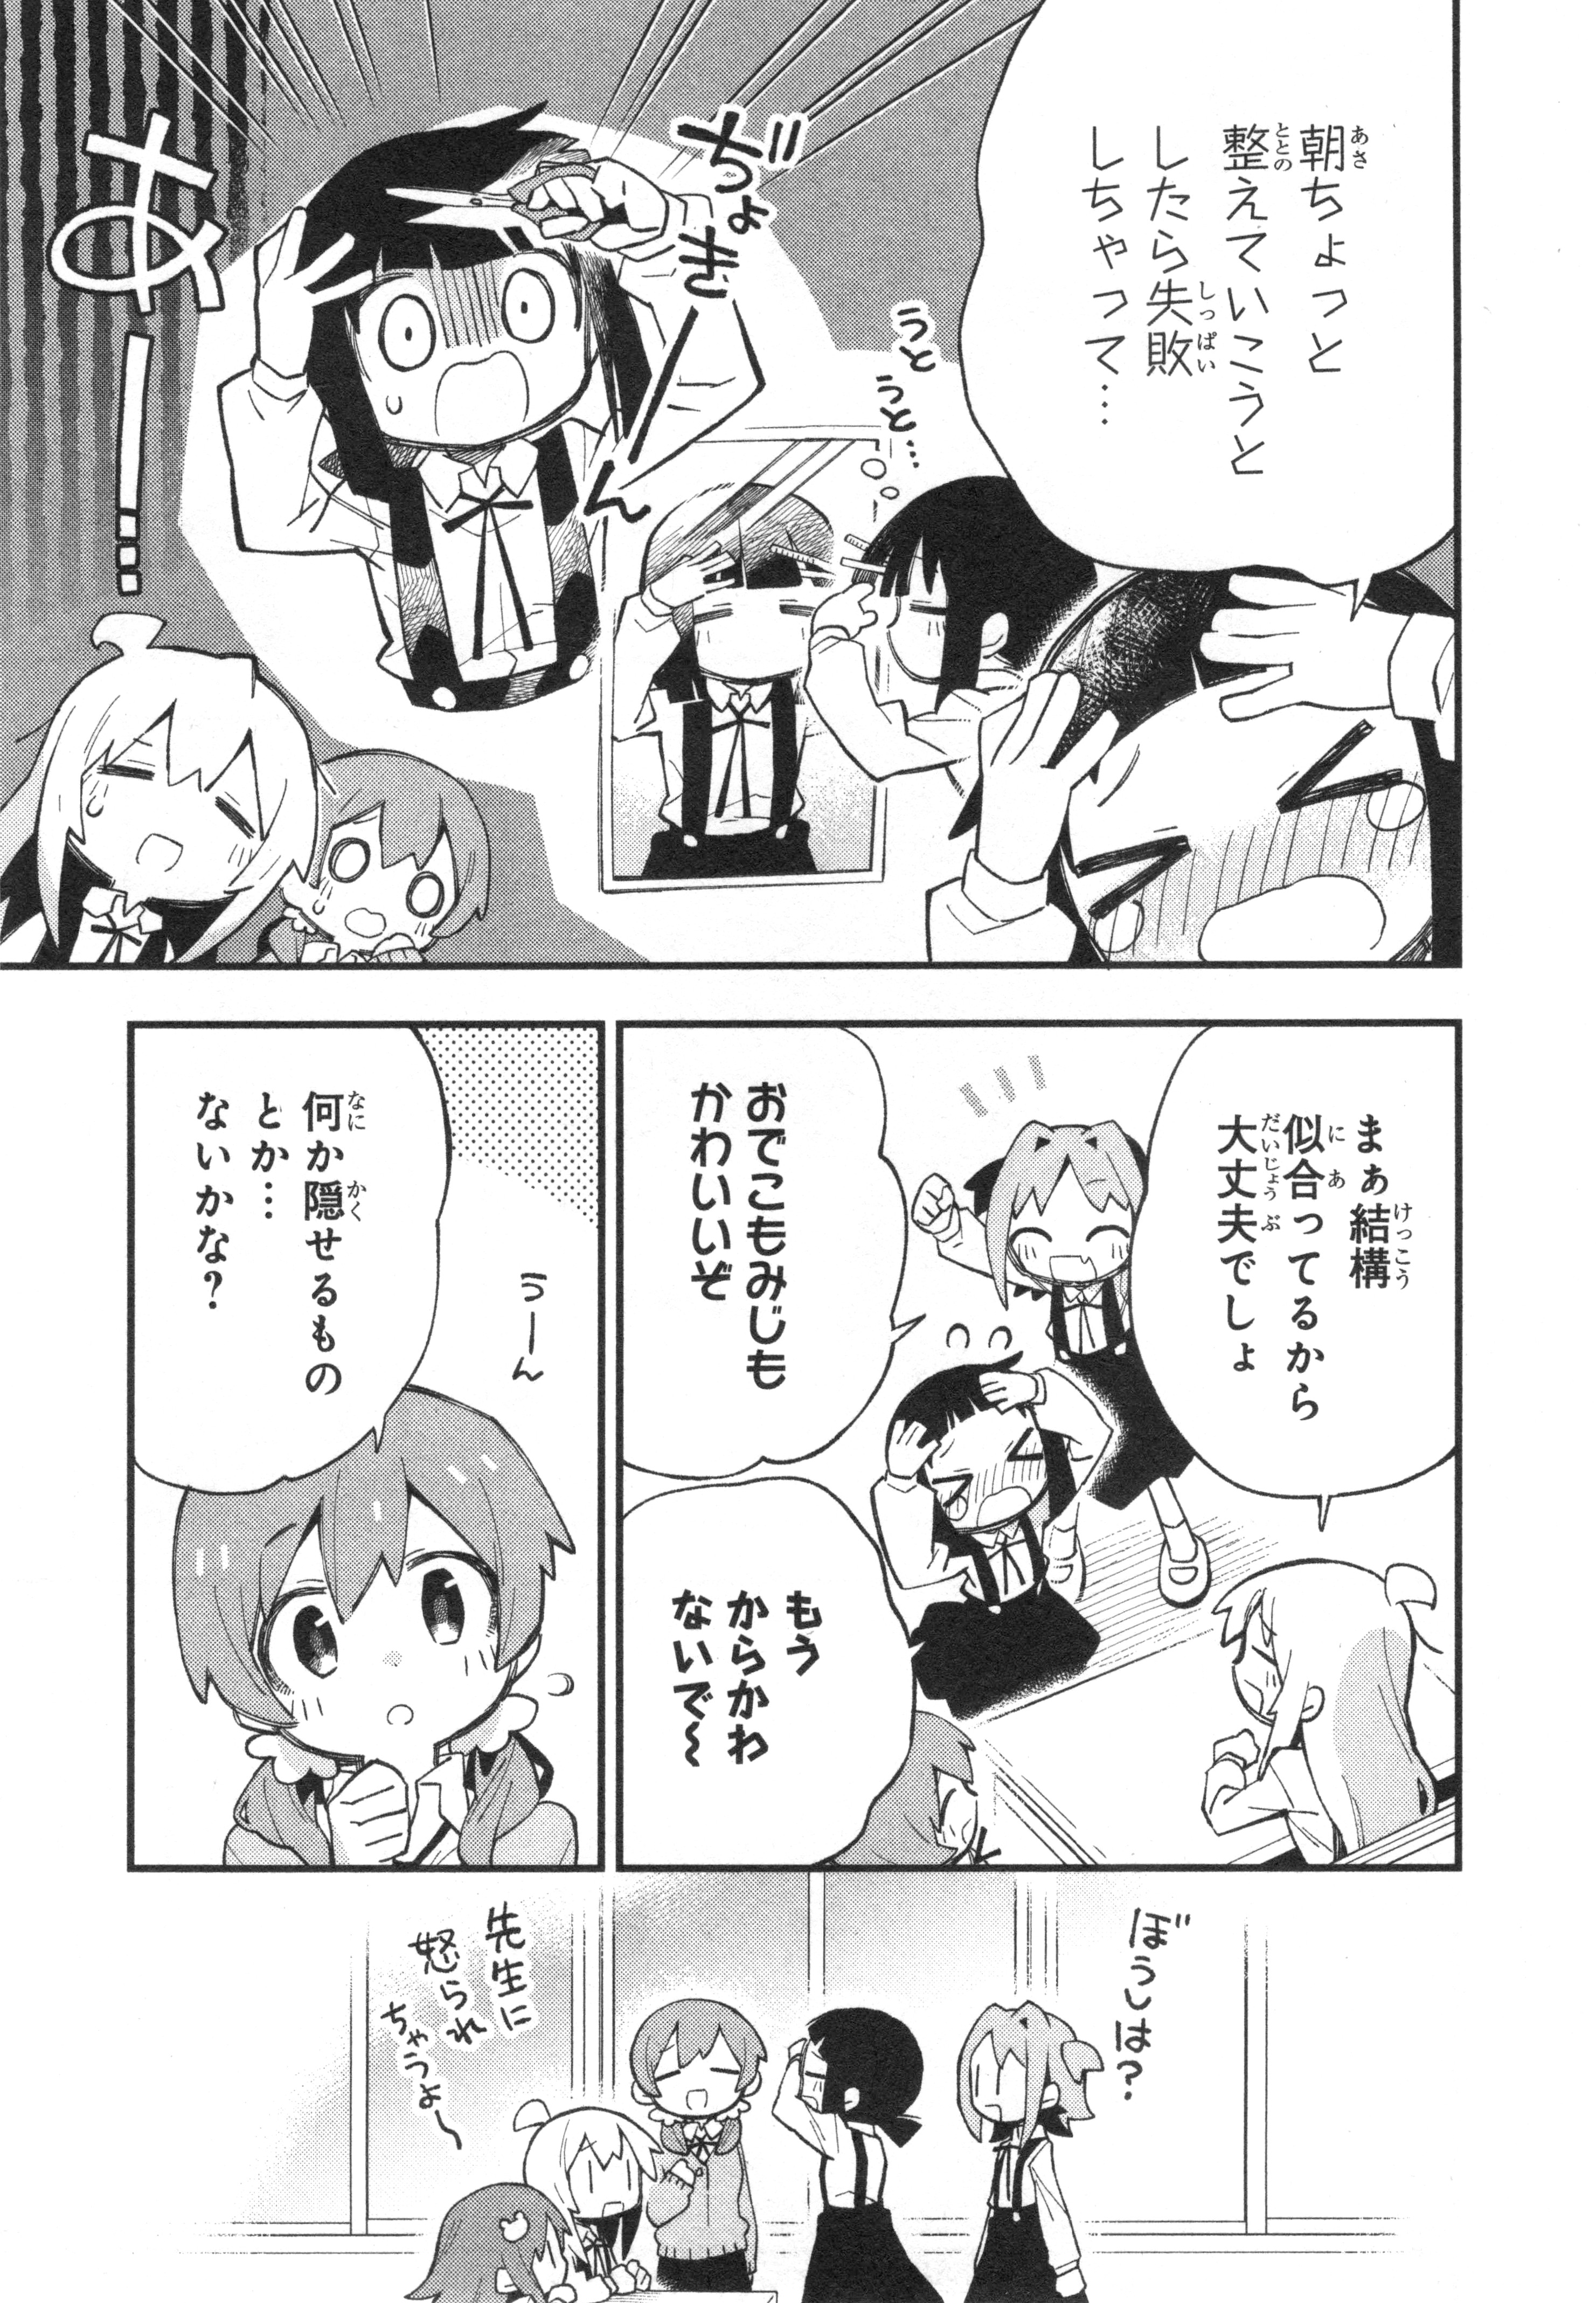 朝ちょっと
整えていこうと
したら失敗
しちゃって…
うと
うと…
ぢょき
ーん
あー!!
まぁ結構
似合ってるから
大丈夫でしょ
おでこもみじも
かわいいぞ
もう
からかわ
ないで〜
うーん
何か隠せるもの
とか…
ないかな?
ぼうしは?
先生に
怒られ
ちゃうよ〜